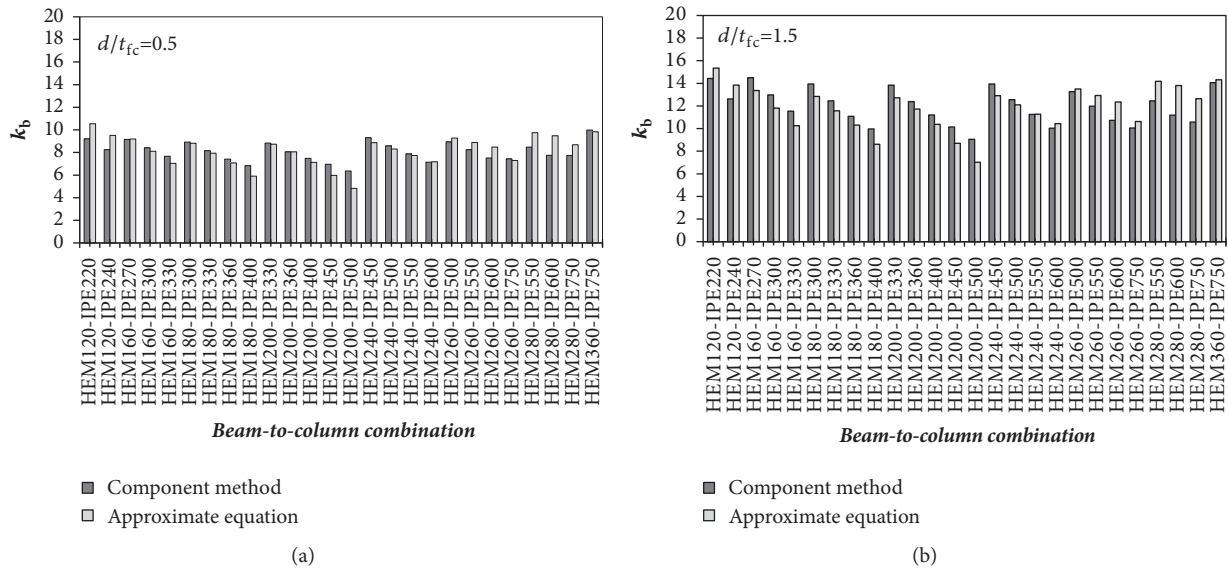 20
18
16
14
12
10
8
6
4
2
0
k_b
d/t_fc=0.5
HEM120-IPE220
HEM120-IPE240
HEM160-IPE270
HEM160-IPE300
HEM160-IPE330
HEM180-IPE300
HEM180-IPE330
HEM180-IPE360
HEM180-IPE400
HEM200-IPE330
HEM200-IPE360
HEM200-IPE400
HEM200-IPE450
HEM200-IPE500
HEM240-IPE450
HEM240-IPE500
HEM240-IPE550
HEM240-IPE600
HEM260-IPE500
HEM260-IPE550
HEM260-IPE600
HEM260-IPE750
HEM280-IPE550
HEM280-IPE600
HEM280-IPE750
HEM360-IPE750
Beam-to-column combination
Component method
Approximate equation
(a)
20
18
16
14
12
10
8
6
4
2
0
k_b
d/t_fc=1.5
HEM120-IPE220
HEM120-IPE240
HEM160-IPE270
HEM160-IPE300
HEM160-IPE330
HEM180-IPE300
HEM180-IPE330
HEM180-IPE360
HEM180-IPE400
HEM200-IPE330
HEM200-IPE360
HEM200-IPE400
HEM200-IPE450
HEM200-IPE500
HEM240-IPE450
HEM240-IPE500
HEM240-IPE550
HEM240-IPE600
HEM260-IPE500
HEM260-IPE550
HEM260-IPE600
HEM260-IPE750
HEM280-IPE550
HEM280-IPE600
HEM280-IPE750
HEM360-IPE750
Beam-to-column combination
Component method
Approximate equation
(b)